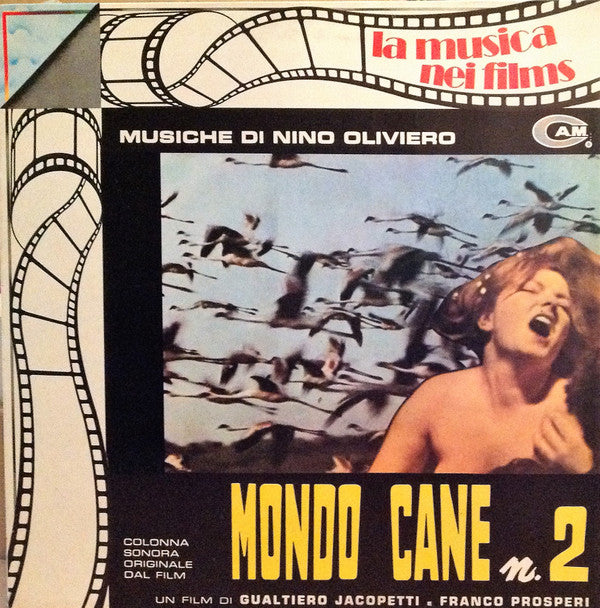 la musica
nei films
MUSICHE DI NINO OLIVIERO
CAM
MONDO CANE n. 2
COLONNA
SONORA
ORIGINALE
DAL FILM
UN FILM DI GUALTIERO JACOPETTI e FRANCO PROSPERI